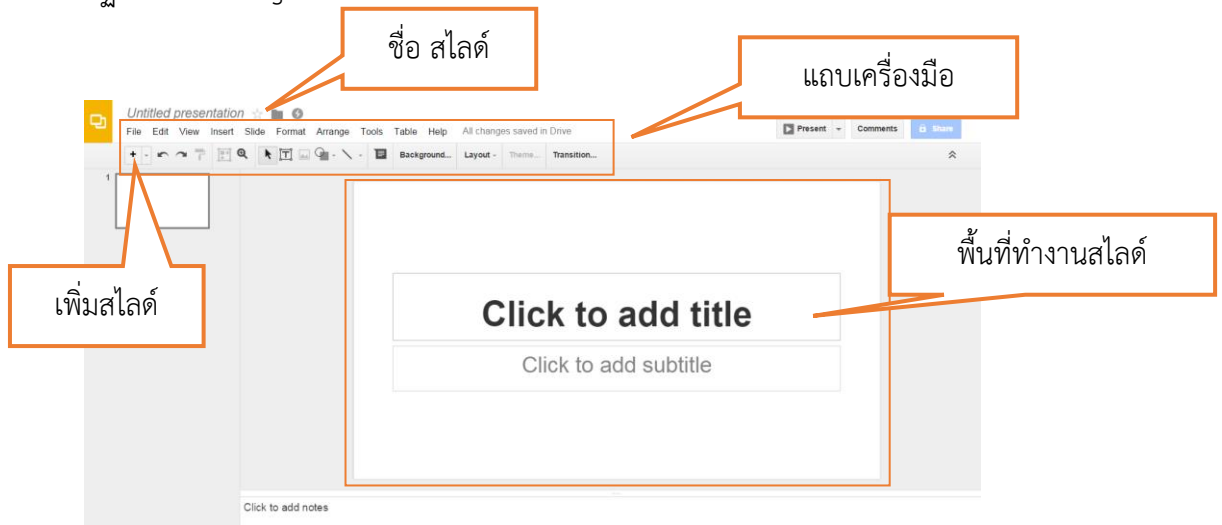 ชื่อ สไลด์
แถบเครื่องมือ
Untitled presentation
File Edit View Insert Slide Format Arrange Tools Table Help All changes saved in Drive
Present Comments Share
Background... Layout - Theme... Transition...
1
พื้นที่ทำงานสไลด์
เพิ่มสไลด์
Click to add title
Click to add subtitle
Click to add notes